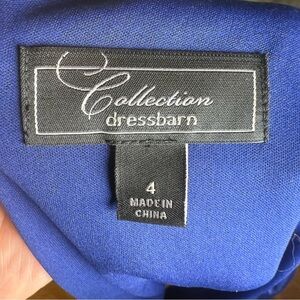 Collection
dressbarn
4
MADE IN
CHINA